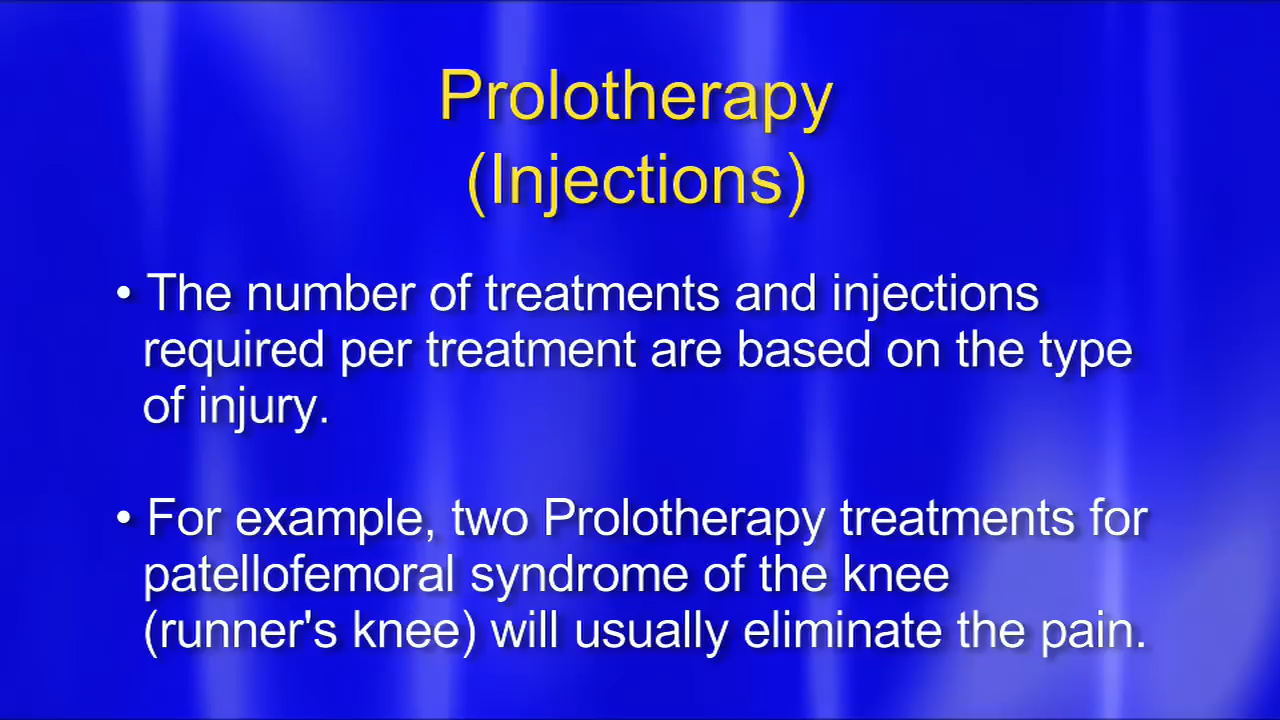 Prolotherapy
(Injections)
• The number of treatments and injections
required per treatment are based on the type
of injury.
• For example, two Prolotherapy treatments for
patellofemoral syndrome of the knee
(runner's knee) will usually eliminate the pain.